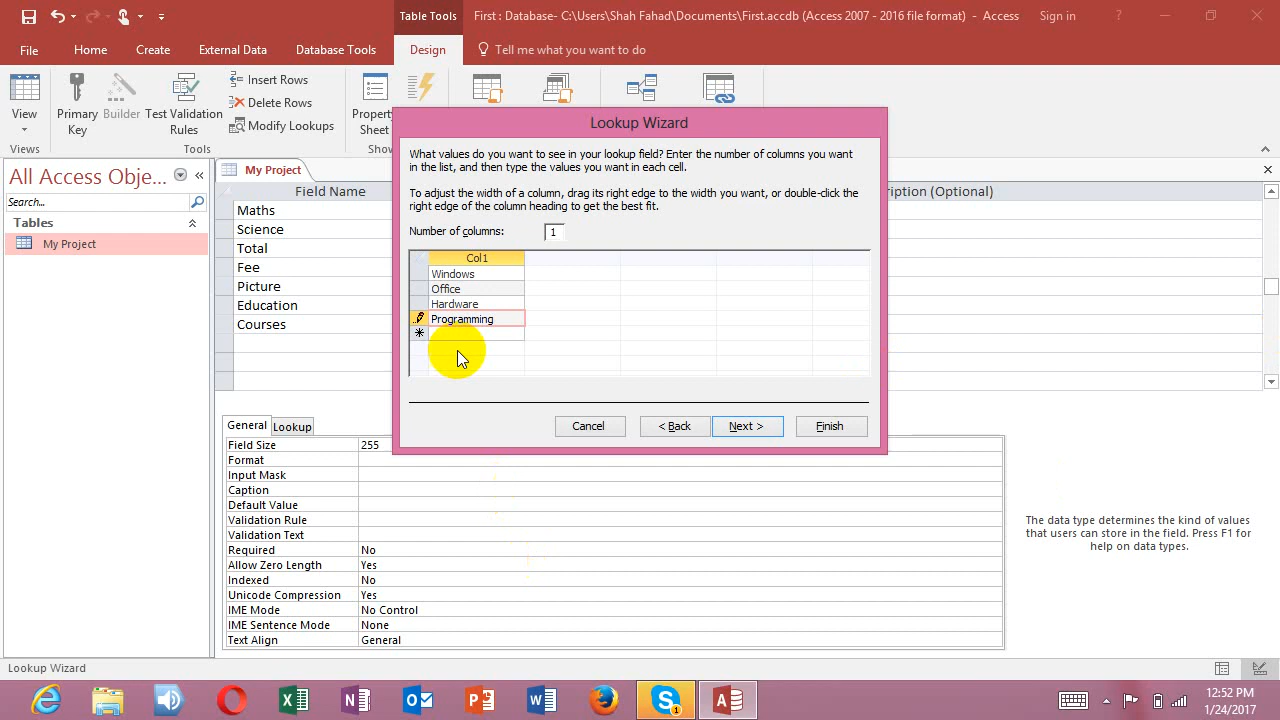 Table Tools
First : Database- C:\Users\Shah Fahad\Documents\First.accdb (Access 2007 - 2016 file format) - Access
Sign in
?
File
Home
Create
External Data
Database Tools
Design
Tell me what you want to do
View
Primary Key
Builder
Test Validation Rules
Insert Rows
Delete Rows
Modify Lookups
Property Sheet
Views
Tools
Sh
All Access Obje...
Search...
Tables
My Project
My Project
Field Name
ription (Optional)
Maths
Science
Total
Fee
Picture
Education
Courses
Lookup Wizard
What values do you want to see in your lookup field? Enter the number of columns you want
in the list, and then type the values you want in each cell.
To adjust the width of a column, drag its right edge to the width you want, or double-click the
right edge of the column heading to get the best fit.
Number of columns: 1
Col1
Windows
Office
Hardware
Programming
Cancel
< Back
Next >
Finish
General
Lookup
Field Size 255
Format
Input Mask
Caption
Default Value
Validation Rule
Validation Text
Required No
Allow Zero Length Yes
Indexed No
Unicode Compression Yes
IME Mode No Control
IME Sentence Mode None
Text Align General
The data type determines the kind of values
that users can store in the field. Press F1 for
help on data types.
Lookup Wizard
12:52 PM
1/24/2017